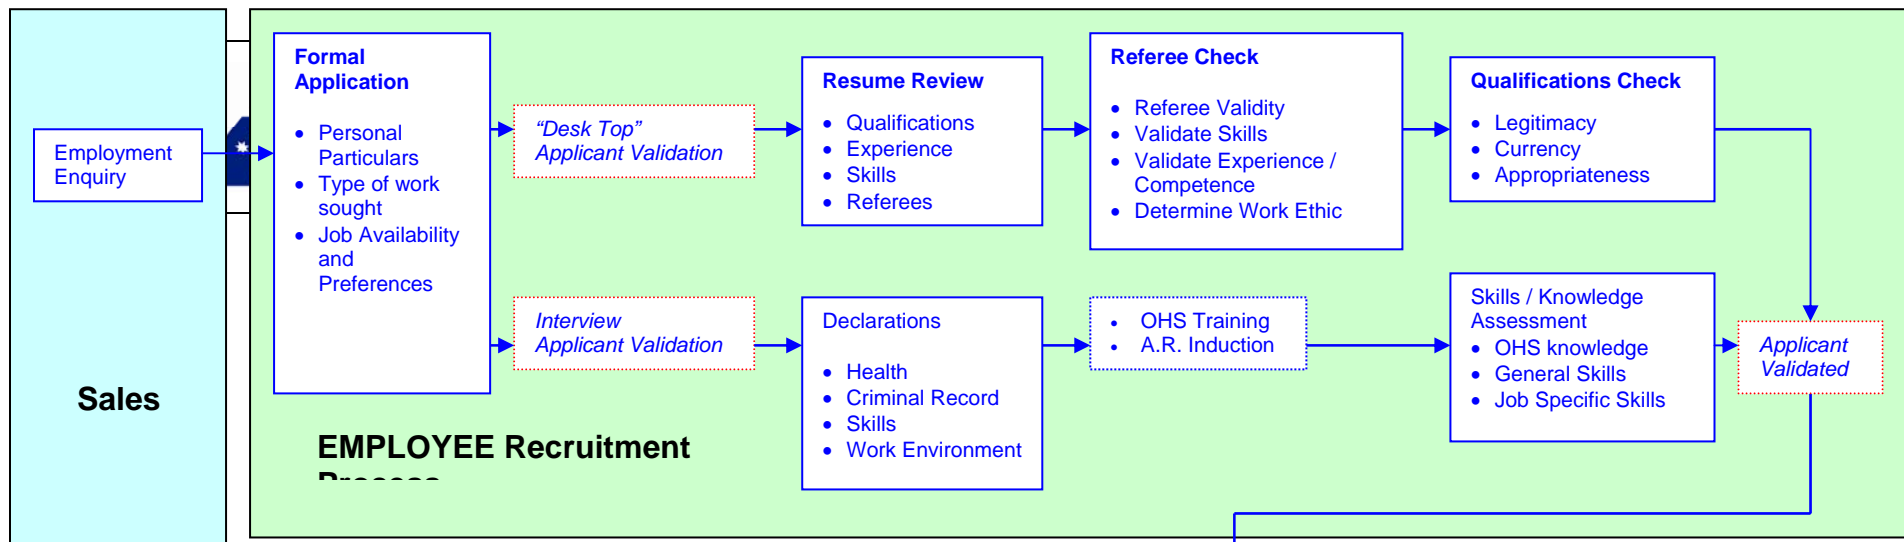 Employment
Enquiry
Sales
Formal
Application
• Personal
Particulars
• Type of work
sought
• Job Availability
and
Preferences
“Desk Top”
Applicant Validation
Resume Review
• Qualifications
• Experience
• Skills
• Referees
Referee Check
• Referee Validity
• Validate Skills
• Validate Experience /
Competence
• Determine Work Ethic
Qualifications Check
• Legitimacy
• Currency
• Appropriateness
Interview
Applicant Validation
Declarations
• Health
• Criminal Record
• Skills
• Work Environment
• OHS Training
• A.R. Induction
Skills / Knowledge
Assessment
• OHS knowledge
• General Skills
• Job Specific Skills
Applicant
Validated
EMPLOYEE Recruitment
Process